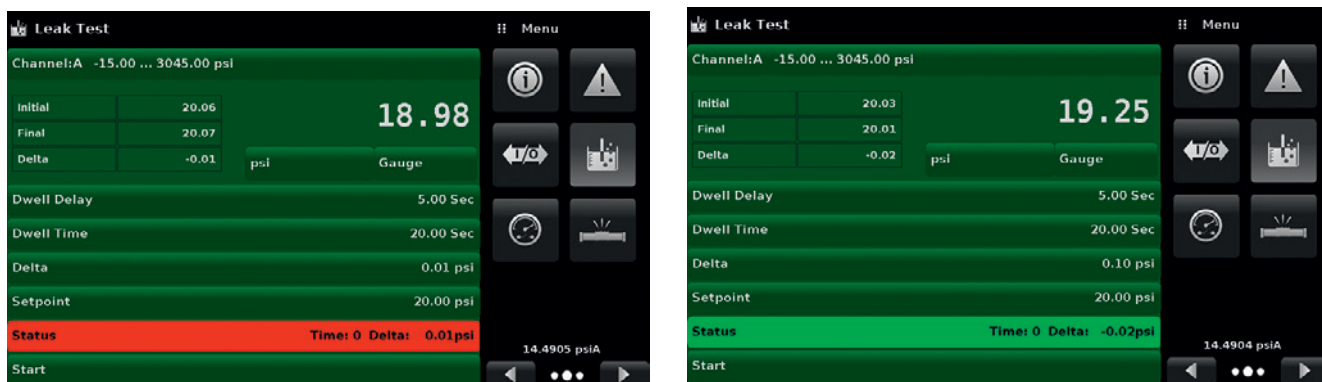 Leak Test
Menu
Channel:A -15.00 ... 3045.00 psi
Initial 20.06
18.98
Final 20.07
Delta -0.01
psi Gauge
I/O
Dwell Delay 5.00 Sec
Dwell Time 20.00 Sec
Delta 0.01 psi
Setpoint 20.00 psi
Status Time: 0 Delta: 0.01psi
14.4905 psiA
Start
Leak Test
Menu
Channel:A -15.00 ... 3045.00 psi
Initial 20.03
19.25
Final 20.01
Delta -0.02
psi Gauge
I/O
Dwell Delay 5.00 Sec
Dwell Time 20.00 Sec
Delta 0.10 psi
Setpoint 20.00 psi
Status Time: 0 Delta: -0.02psi
14.4904 psiA
Start